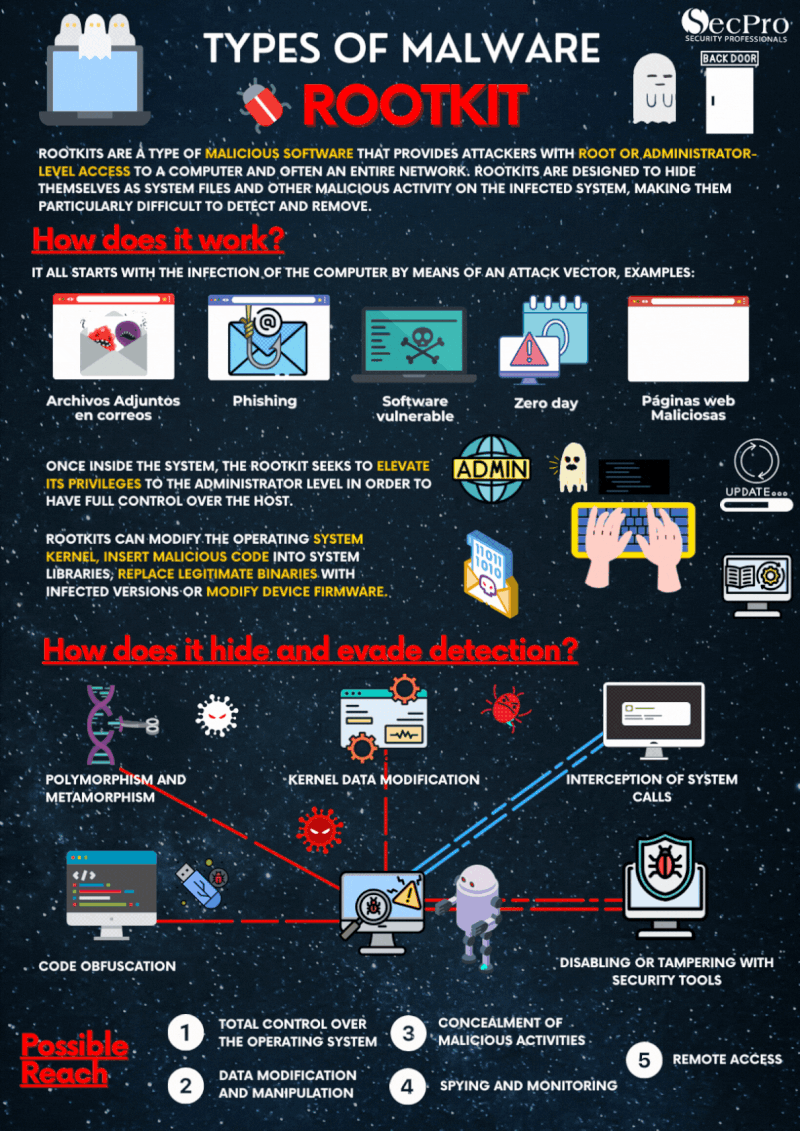 SecPro
SECURITY PROFESSIONALS
TYPES OF MALWARE
BACK DOOR
ROOTKIT
ROOTKITS ARE A TYPE OF MALICIOUS SOFTWARE THAT PROVIDES ATTACKERS WITH ROOT OR ADMINISTRATOR-
LEVEL ACCESS TO A COMPUTER AND OFTEN AN ENTIRE NETWORK. ROOTKITS ARE DESIGNED TO HIDE
THEMSELVES AS SYSTEM FILES AND OTHER MALICIOUS ACTIVITY ON THE INFECTED SYSTEM, MAKING THEM
PARTICULARLY DIFFICULT TO DETECT AND REMOVE.
How does it work?
IT ALL STARTS WITH THE INFECTION OF THE COMPUTER BY MEANS OF AN ATTACK VECTOR, EXAMPLES:
@
0
Archivos Adjuntos
en correos
Phishing
Software
vulnerable
Zero day
Páginas web
Maliciosas
ONCE INSIDE THE SYSTEM, THE ROOTKIT SEEKS TO ELEVATE
ITS PRIVILEGES TO THE ADMINISTRATOR LEVEL IN ORDER TO
HAVE FULL CONTROL OVER THE HOST.
ADMIN
UPDATE...
ROOTKITS CAN MODIFY THE OPERATING SYSTEM
KERNEL, INSERT MALICIOUS CODE INTO SYSTEM
LIBRARIES, REPLACE LEGITIMATE BINARIES WITH
INFECTED VERSIONS OR MODIFY DEVICE FIRMWARE.
11011
1010
How does it hide and evade detection?
POLYMORPHISM AND
METAMORPHISM
KERNEL DATA MODIFICATION
INTERCEPTION OF SYSTEM
CALLS
</>
CODE OBFUSCATION
DISABLING OR TAMPERING WITH
SECURITY TOOLS
Possible
Reach
1 TOTAL CONTROL OVER
THE OPERATING SYSTEM
2 DATA MODIFICATION
AND MANIPULATION
3 CONCEALMENT OF
MALICIOUS ACTIVITIES
4 SPYING AND MONITORING
5 REMOTE ACCESS